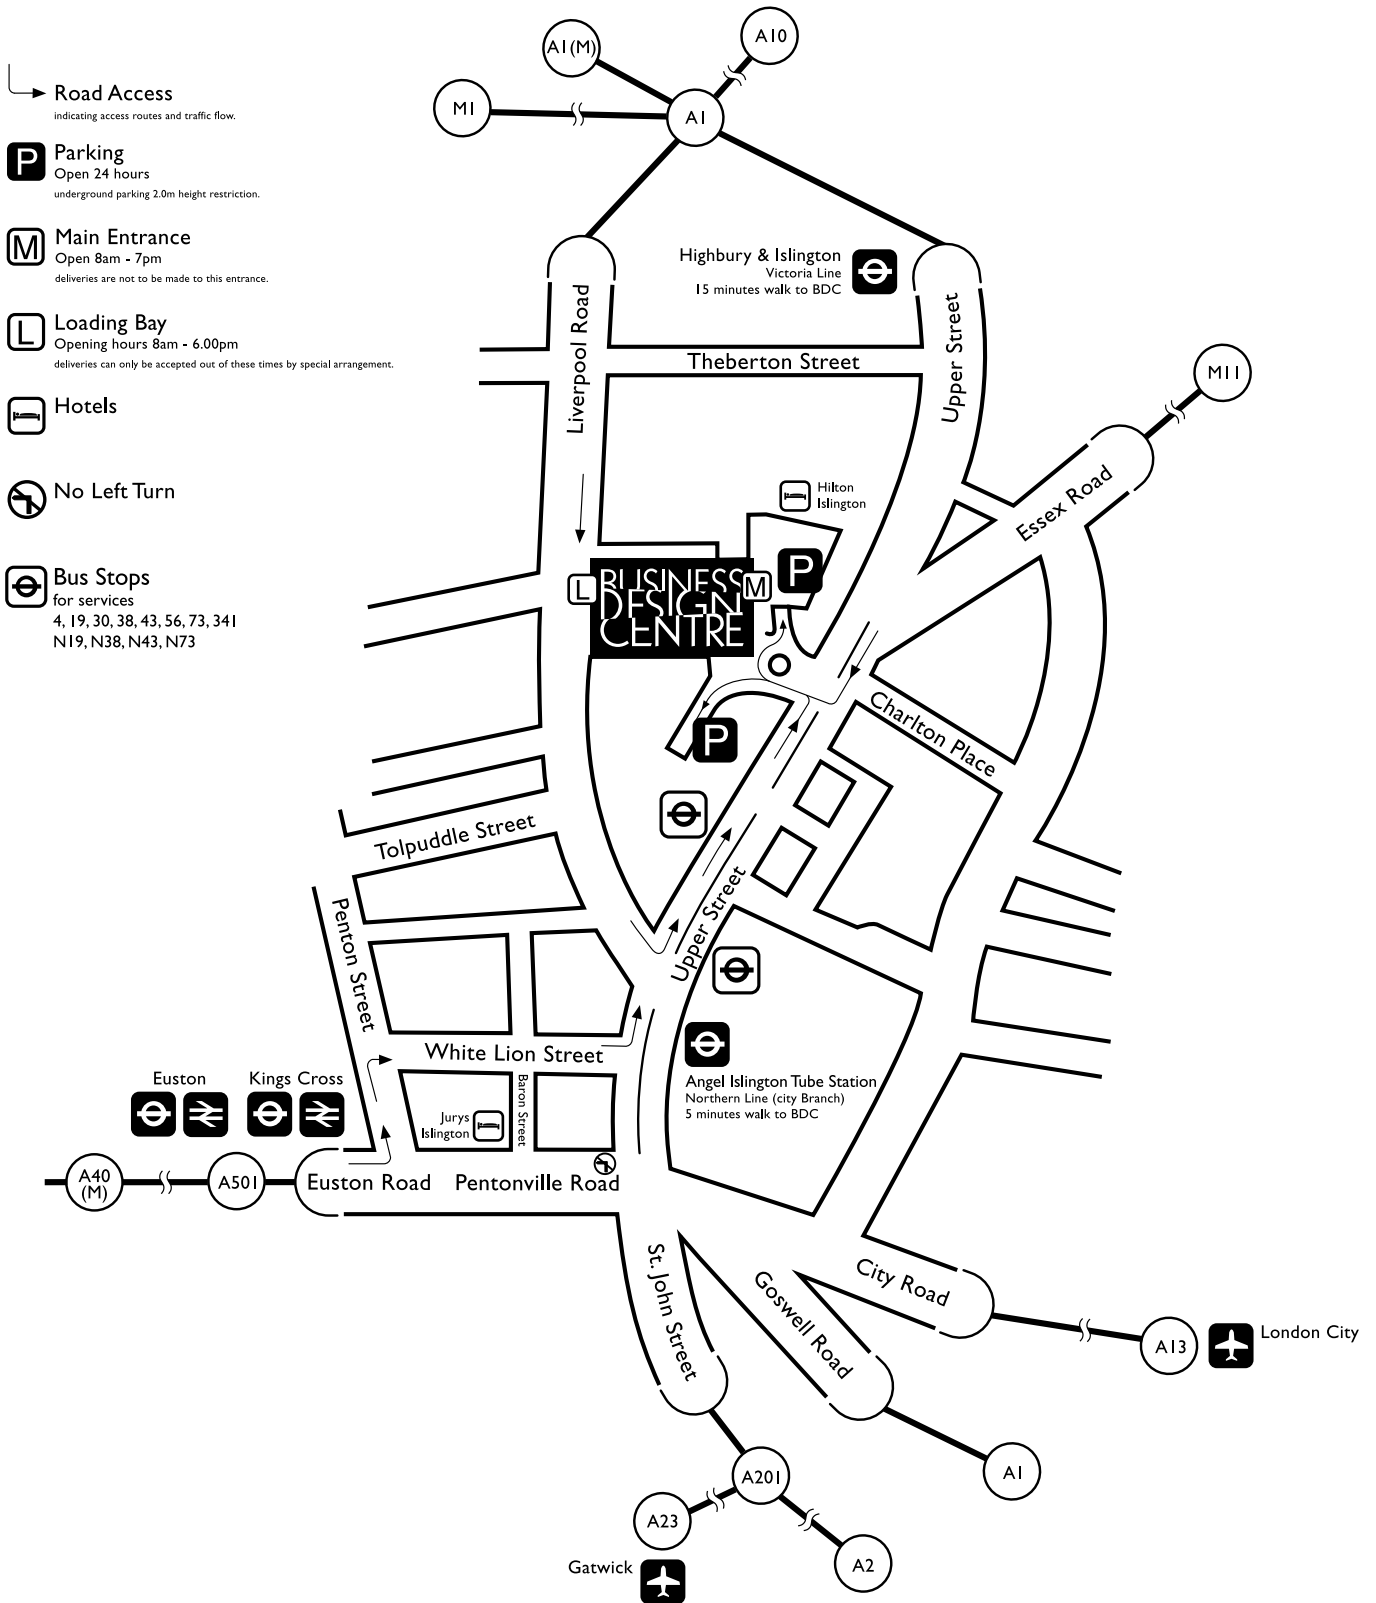 Road Access
indicating access routes and traffic flow.
P
Parking
Open 24 hours
underground parking 2.0m height restriction.
M
Main Entrance
Open 8am - 7pm
deliveries are not to be made to this entrance.
L
Loading Bay
Opening hours 8am - 6.00pm
deliveries can only be accepted out of these times by special arrangement.
Hotels
No Left Turn
Bus Stops
for services
4, 19, 30, 38, 43, 56, 73, 341
N19, N38, N43, N73
A1(M)
A10
M1
A1
Highbury & Islington
Victoria Line
15 minutes walk to BDC
Liverpool Road
Upper Street
Theberton Street
M11
Essex Road
Hilton
Islington
P
L
BUSINESS
DESIGN
CENTRE
M
Charlton Place
P
Tolpuddle Street
Upper Street
Penton Street
White Lion Street
Baron Street
Angel Islington Tube Station
Northern Line (city Branch)
5 minutes walk to BDC
Euston
Kings Cross
Jurys
Islington
A40
(M)
A501
Euston Road
Pentonville Road
St. John Street
Goswell Road
City Road
A13
London City
A1
A201
A23
A2
Gatwick